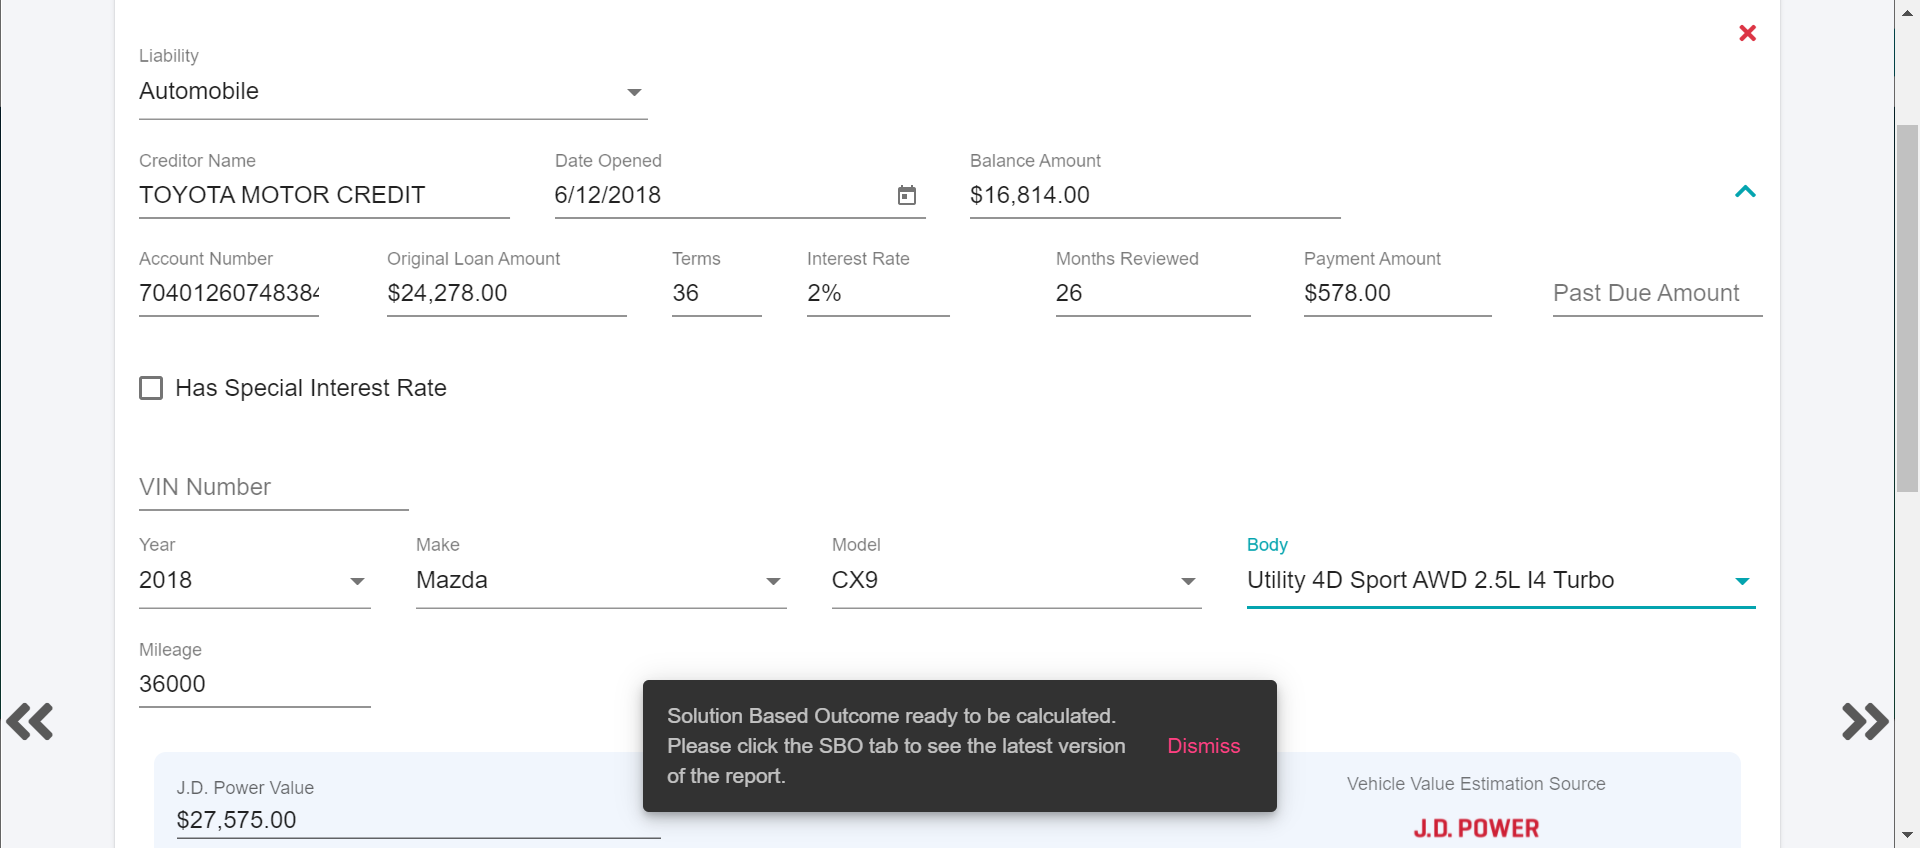 Liability
Automobile
Creditor Name
Date Opened
Balance Amount
TOYOTA MOTOR CREDIT
6/12/2018
$16,814.00
Account Number
Original Loan Amount
Terms
Interest Rate
Months Reviewed
Payment Amount
7040126074838
$24,278.00
36
2%
26
$578.00
Past Due Amount
Has Special Interest Rate
VIN Number
Year
Make
Model
Body
2018
Mazda
CX9
Utility 4D Sport AWD 2.5L I4 Turbo
Mileage
36000
Solution Based Outcome ready to be calculated.
Please click the SBO tab to see the latest version
of the report.
Dismiss
J.D. Power Value
$27,575.00
Vehicle Value Estimation Source
J.D. POWER